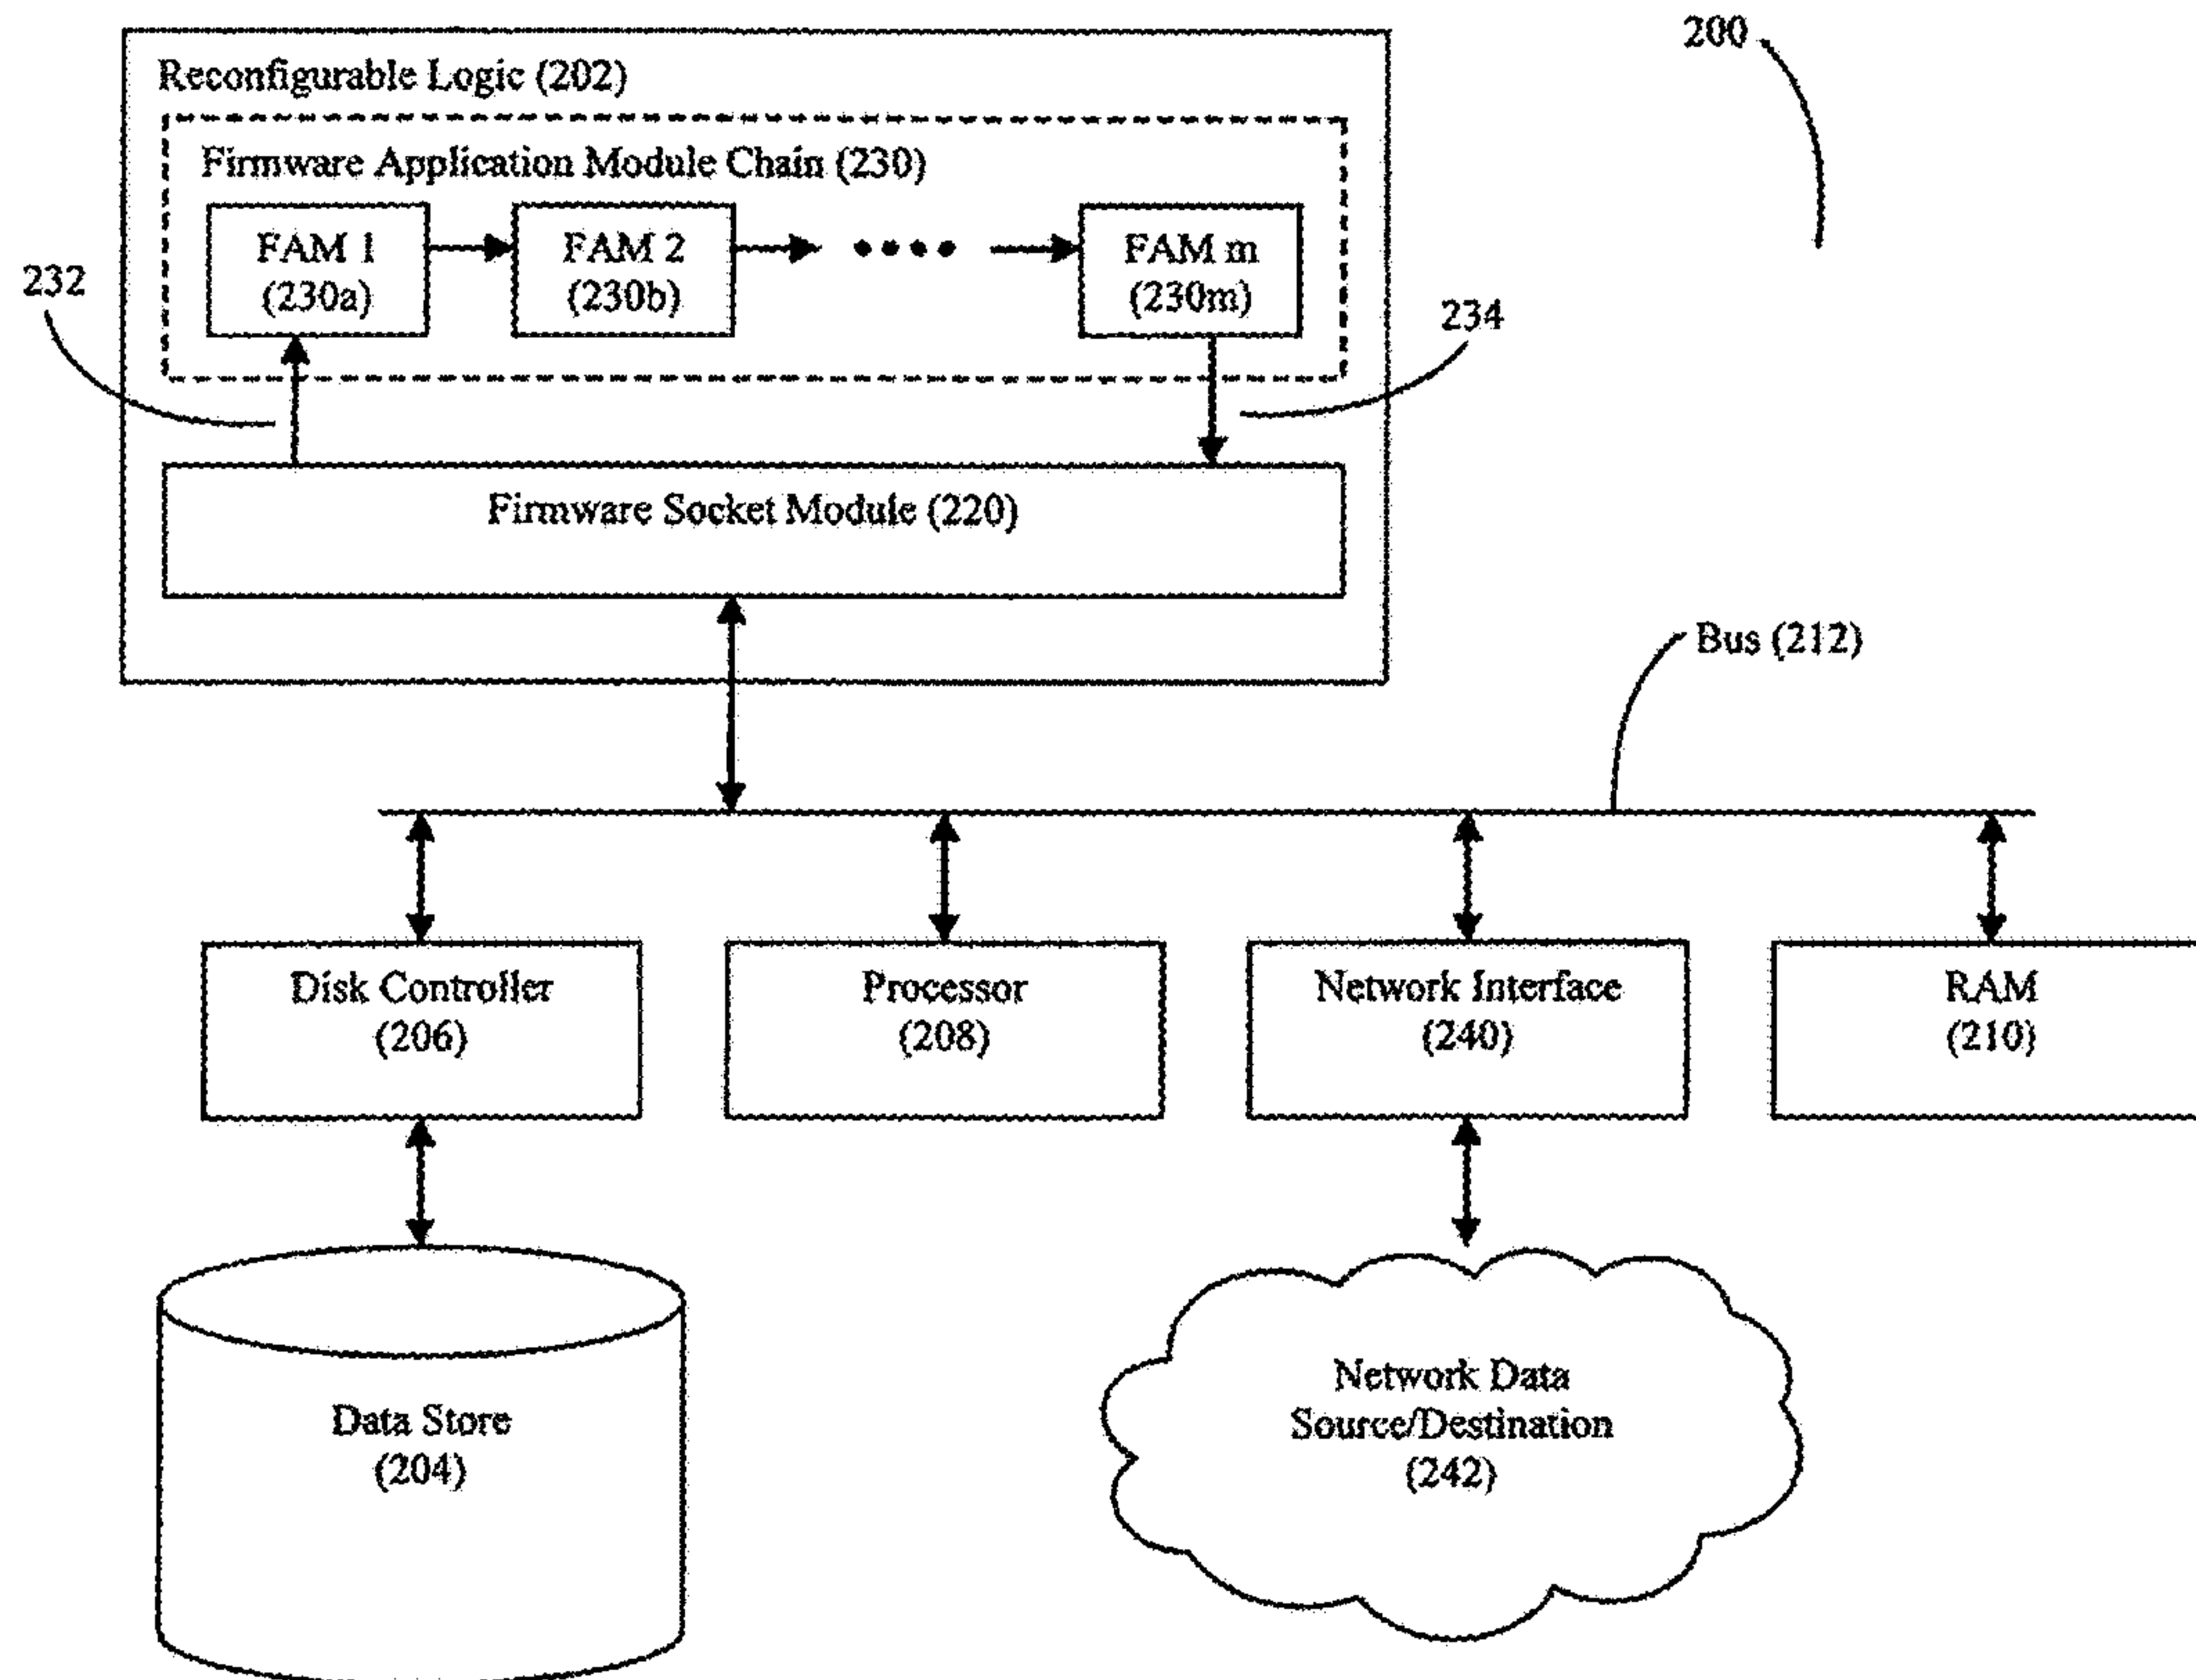 200
Reconfigurable Logic (202)
Firmware Application Module Chain (230)
FAM 1
(230a)
FAM 2
(230b)
FAM m
(230m)
232
234
Firmware Socket Module (220)
Bus (212)
Disk Controller
(206)
Processor
(208)
Network Interface
(240)
RAM
(210)
Data Store
(204)
Network Data
Source/Destination
(242)